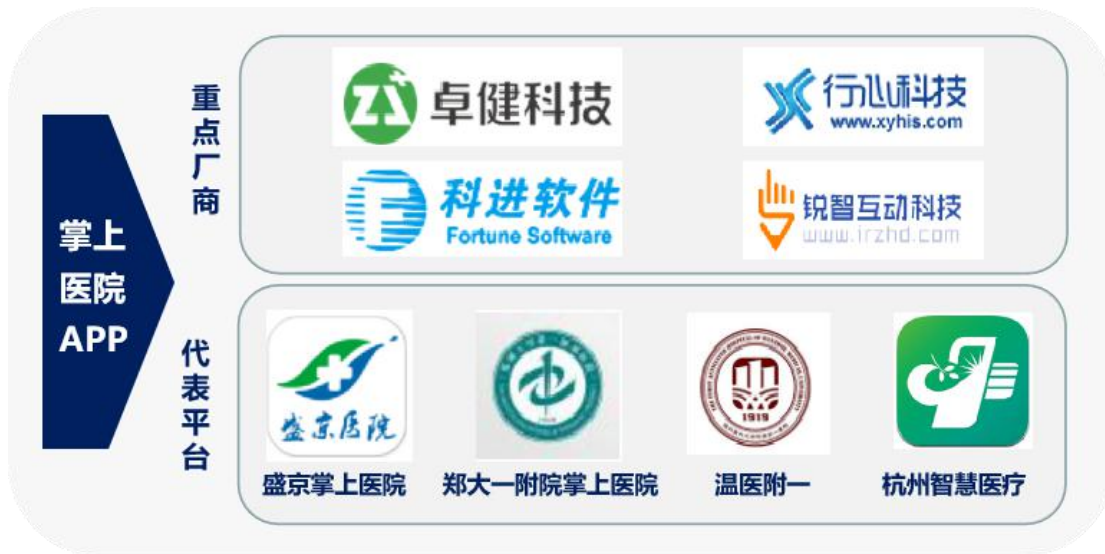 掌上
医院
APP
重点厂商
卓健科技
行心科技
www.xyhis.com
科进软件
Fortune Software
锐智互动科技
www.irzhd.com
代表平台
盛京医院
1919
盛京掌上医院
郑大一附院掌上医院
温医附一
杭州智慧医疗